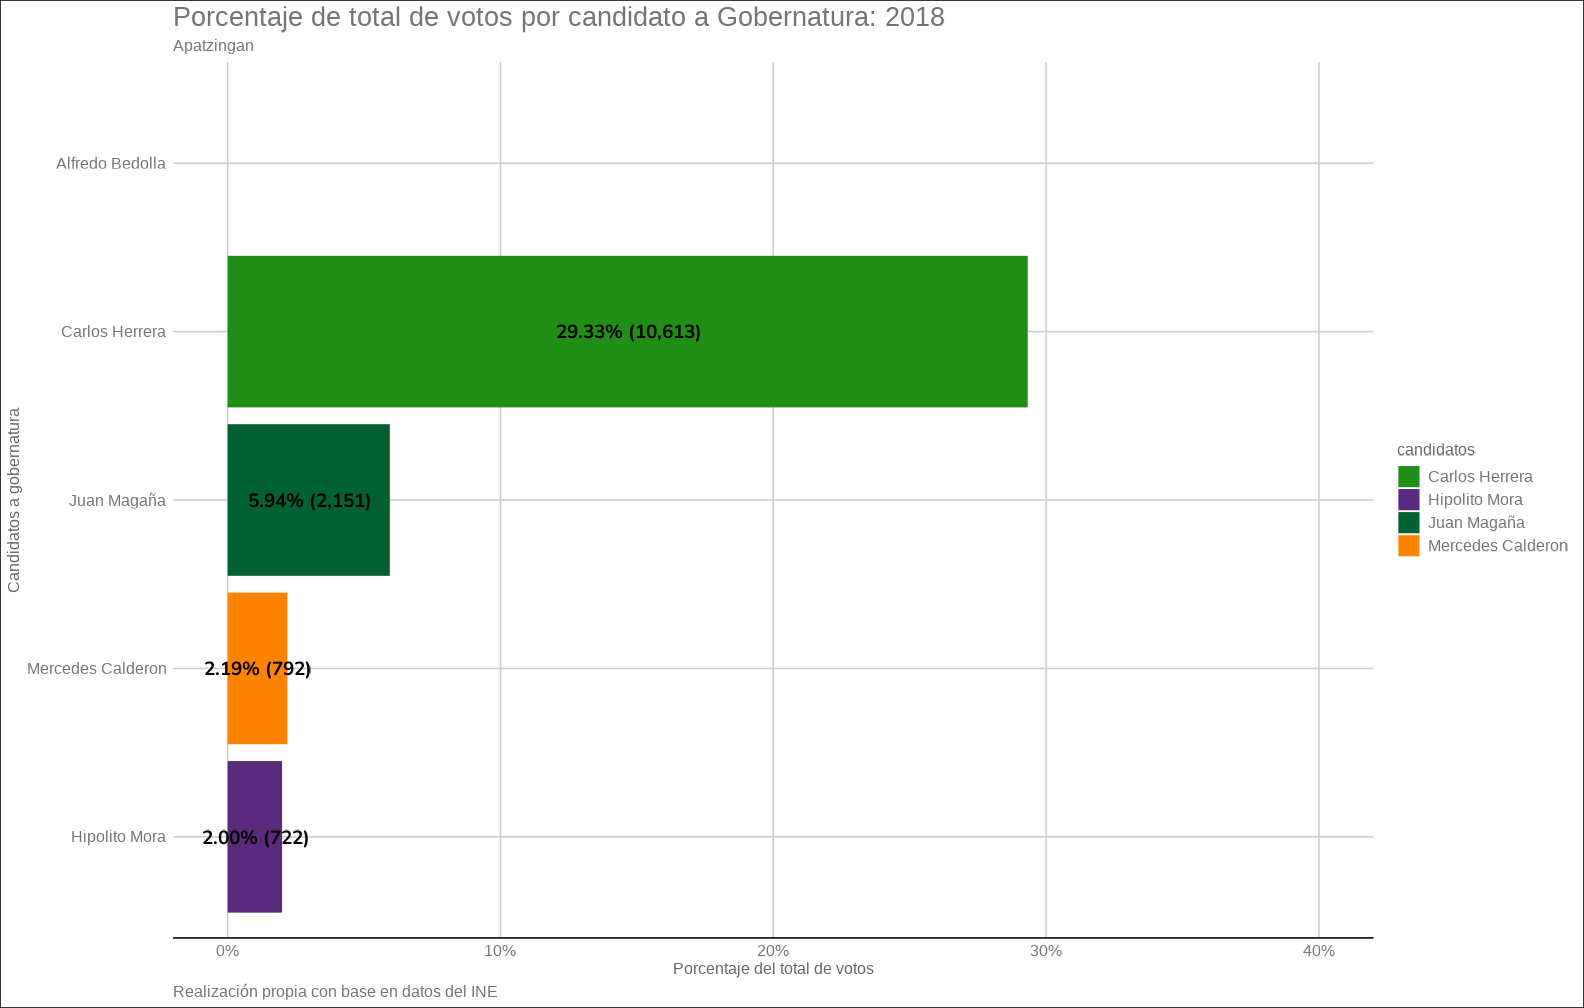 Porcentaje de total de votos por candidato a Gobernatura: 2018
Apatzingan
Candidatos a gobernatura
Alfredo Bedolla
Carlos Herrera
29.33% (10,613)
Juan Magaña
5.94% (2,151)
Mercedes Calderon
2.19% (792)
Hipolito Mora
2.00% (722)
0% 10% 20% 30% 40%
Porcentaje del total de votos
candidatos
Carlos Herrera
Hipolito Mora
Juan Magaña
Mercedes Calderon
Realización propia con base en datos del INE